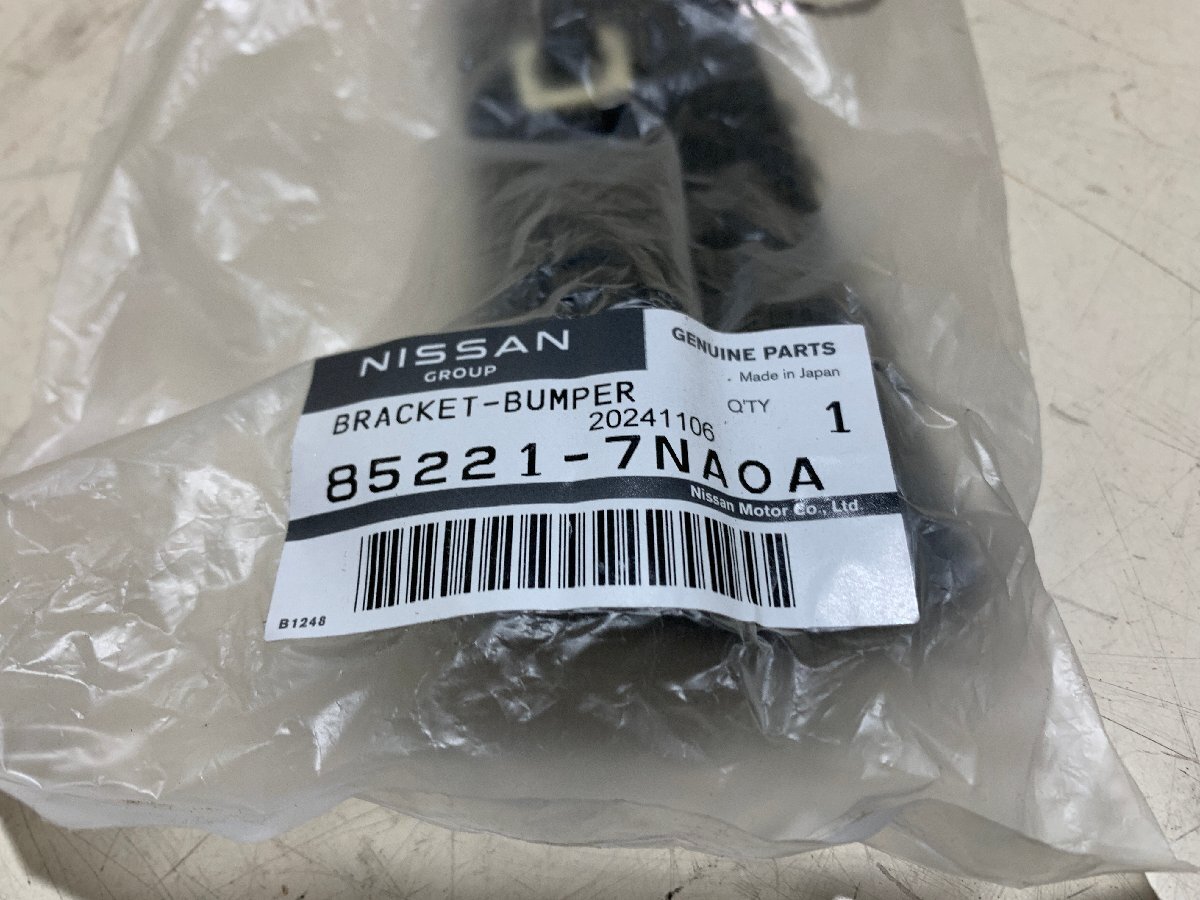 NISSAN
GROUP
GENUINE PARTS
Made in Japan
BRACKET-BUMPER
Q'TY 1
20241106
85221-7NA0A
Nissan Motor Co., Ltd
B1248